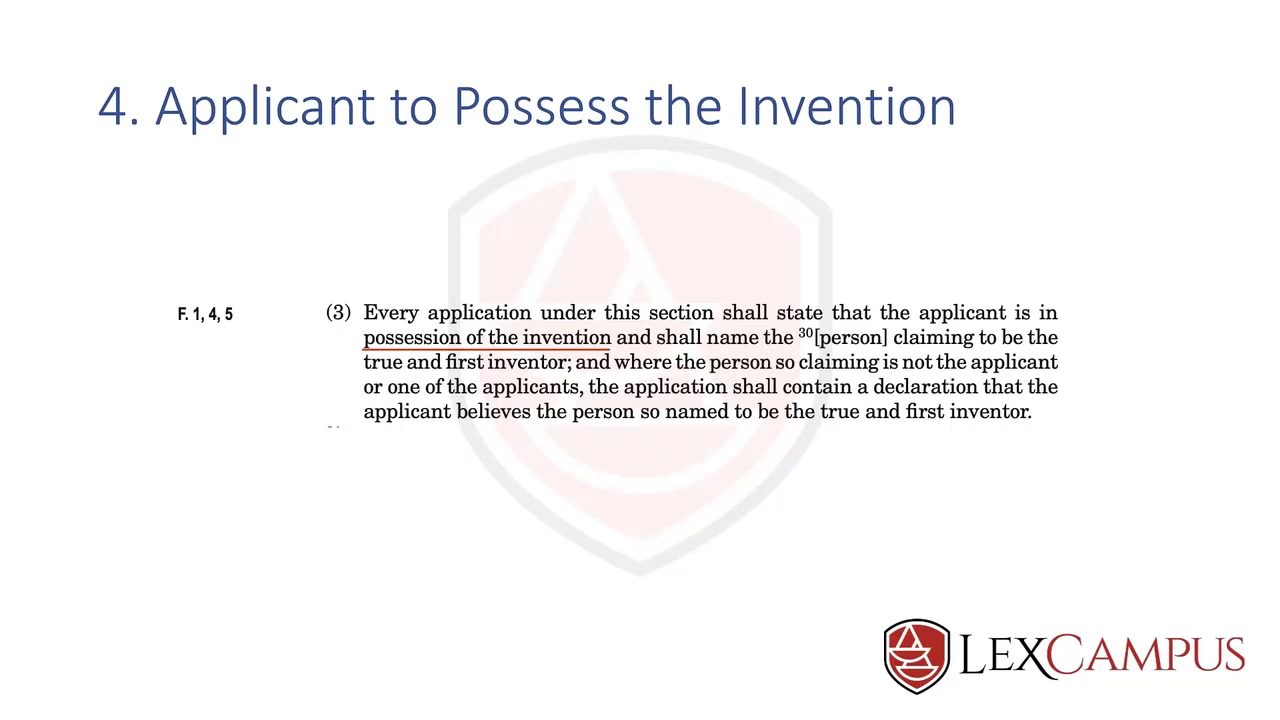 4. Applicant to Possess the Invention
F. 1, 4, 5
(3) Every application under this section shall state that the applicant is in
possession of the invention and shall name the 30[person] claiming to be the
true and first inventor; and where the person so claiming is not the applicant
or one of the applicants, the application shall contain a declaration that the
applicant believes the person so named to be the true and first inventor.
LEXCAMPUS